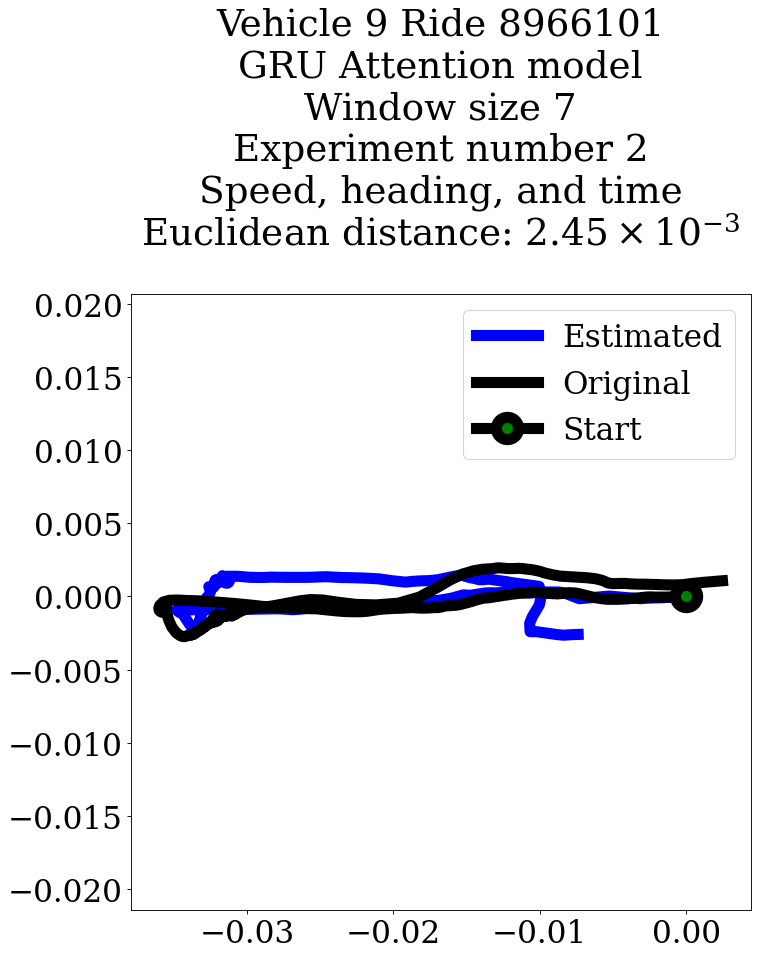 Vehicle 9 Ride 8966101
GRU Attention model
Window size 7
Experiment number 2
Speed, heading, and time
Euclidean distance: 2.45 × 10⁻³
Estimated
Original
Start
0.020
0.015
0.010
0.005
0.000
−0.005
−0.010
−0.015
−0.020
−0.03
−0.02
−0.01
0.00